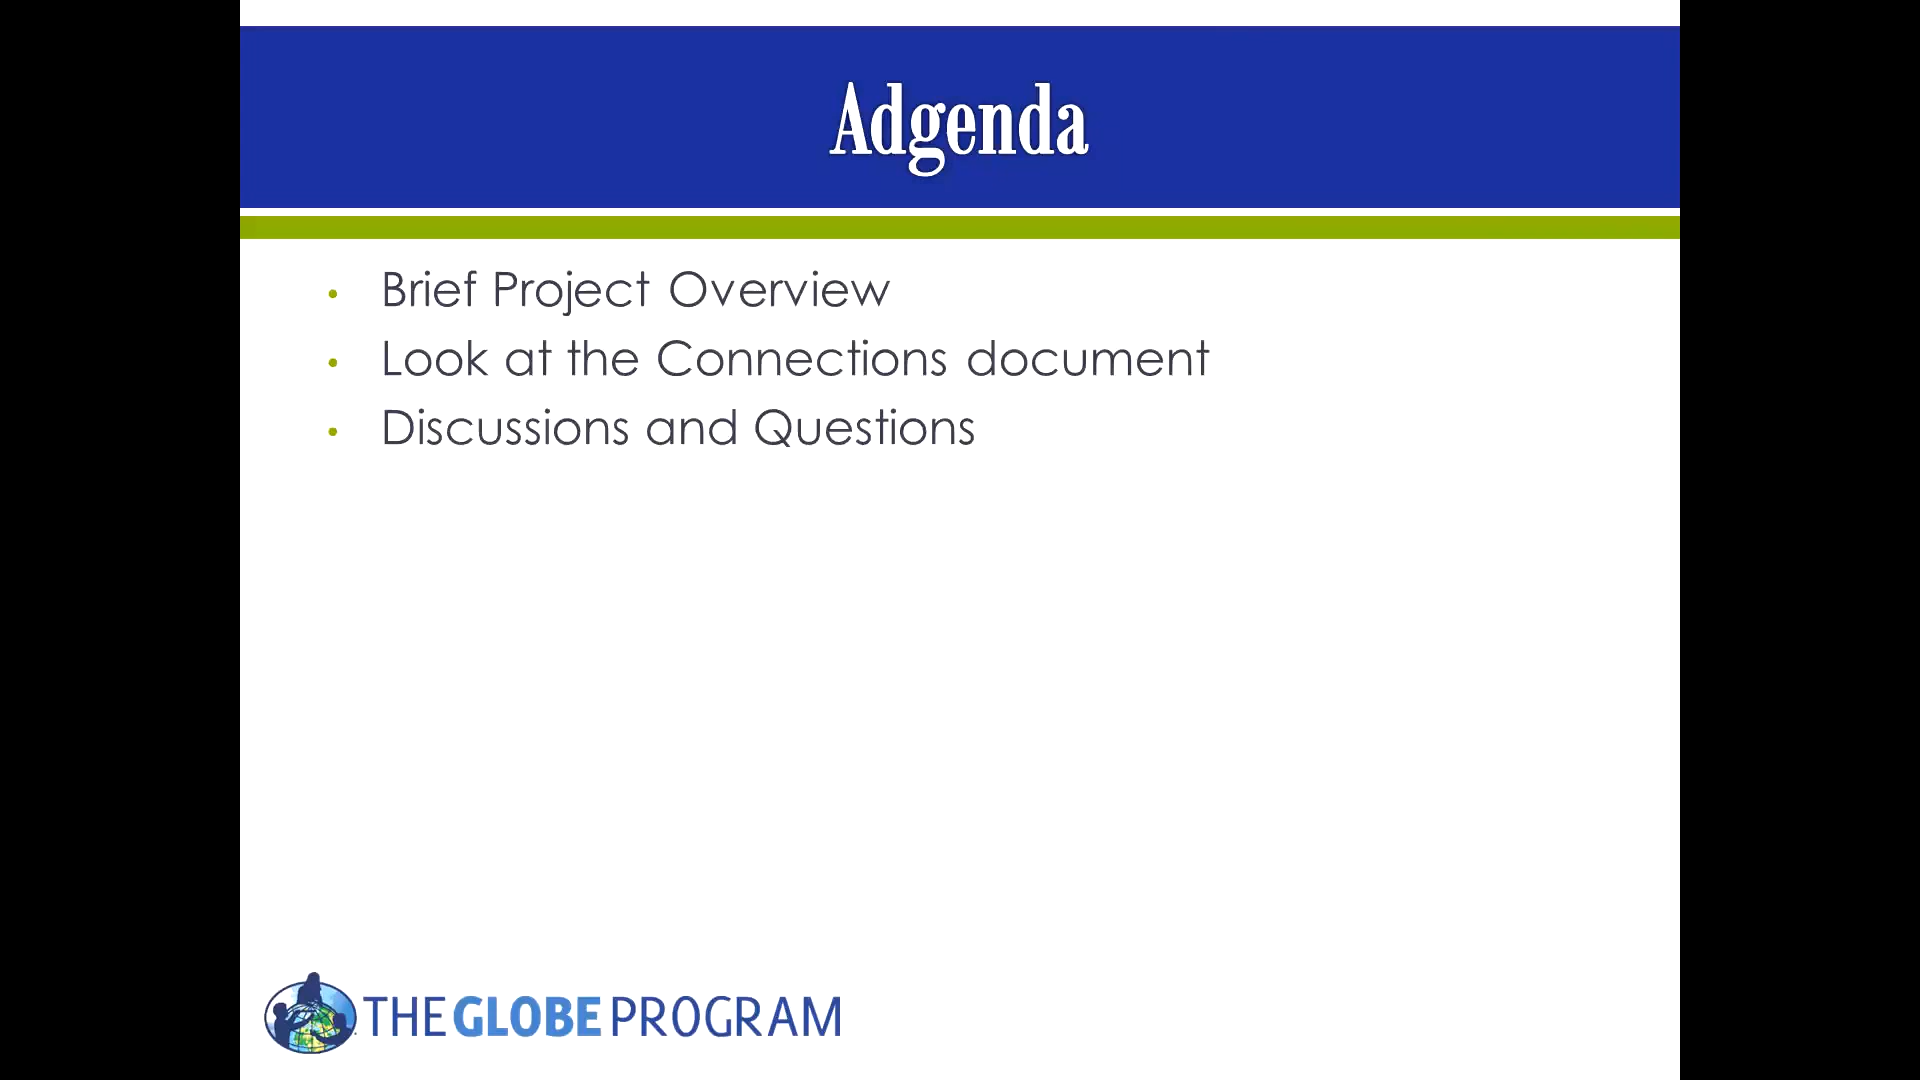 Adgenda
• Brief Project Overview
• Look at the Connections document
• Discussions and Questions
THE GLOBE PROGRAM